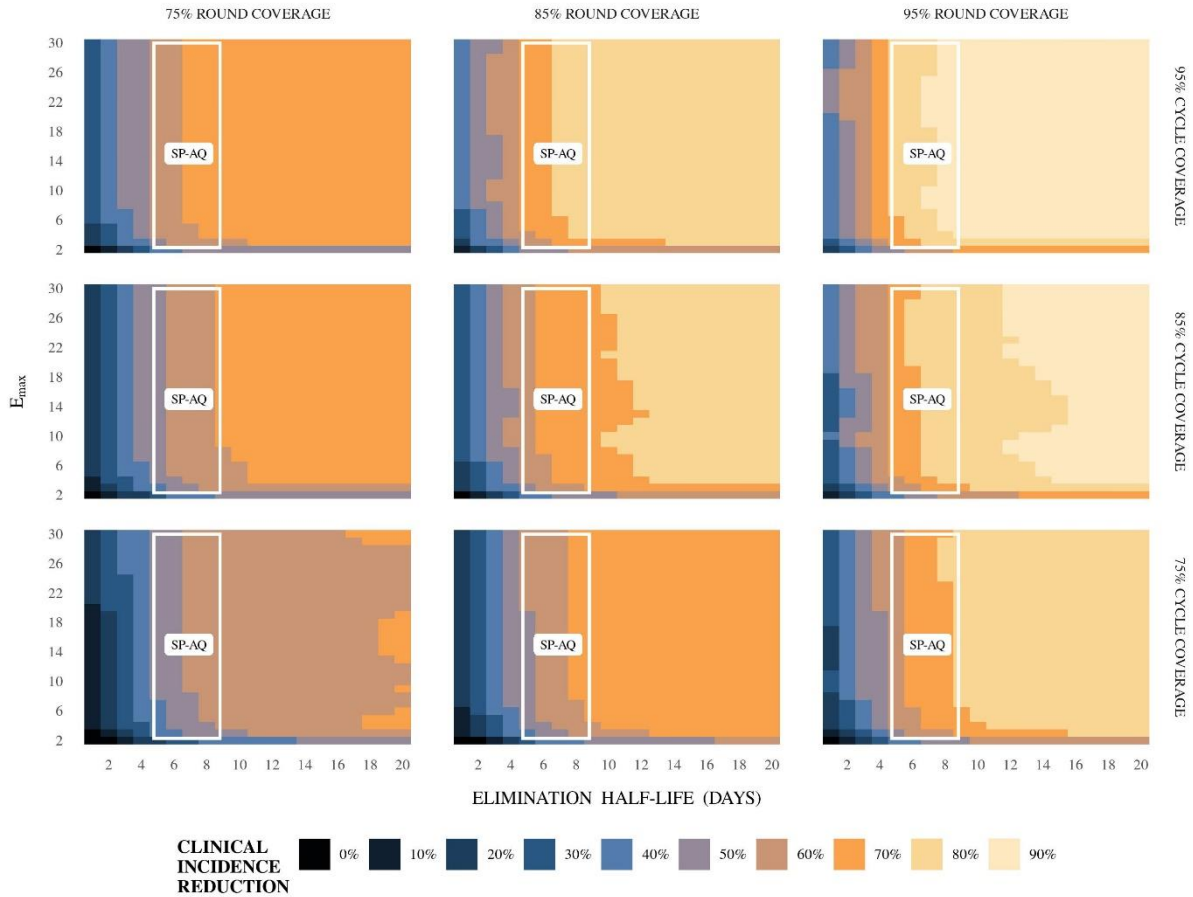 75% ROUND COVERAGE 85% ROUND COVERAGE 95% ROUND COVERAGE
30
26
22
18
14
10
6
2
SP-AQ SP-AQ SP-AQ
95% CYCLE COVERAGE
E_max
30
26
22
18
14
10
6
2
SP-AQ SP-AQ SP-AQ
85% CYCLE COVERAGE
30
26
22
18
14
10
6
2
SP-AQ SP-AQ SP-AQ
75% CYCLE COVERAGE
2 4 6 8 10 12 14 16 18 20 2 4 6 8 10 12 14 16 18 20 2 4 6 8 10 12 14 16 18 20
ELIMINATION HALF-LIFE (DAYS)
CLINICAL
INCIDENCE
REDUCTION
0% 10% 20% 30% 40% 50% 60% 70% 80% 90%